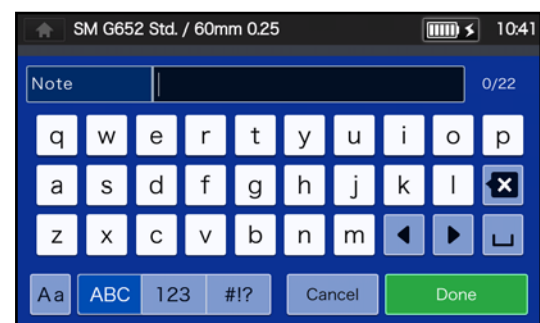 SM G652 Std. / 60mm 0.25 10:41
Note 0/22
q w e r t y u i o p
a s d f g h j k l
z x c v b n m
Aa ABC 123 #!? Cancel Done